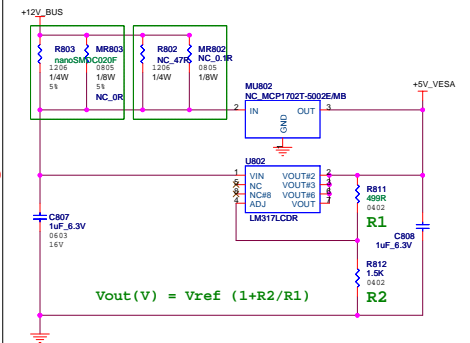 +12V_BUS
R803
nanoSMDC020F
1206
1/4W
5%
MR803
0805
1/8W
5%
NC_0R
R802
NC_47R
1206
1/4W
MR802
NC_0.1R
0805
1/8W
MU802
NC_MCP1702T-5002E/MB
2
IN
OUT
3
GND
+5V_VESA
U802
1
VIN
VOUT#2
2
5
NC
VOUT#3
3
8
NC#8
VOUT#6
6
4
ADJ
VOUT
7
LM317LCDR
R811
499R
0402
R1
C807
1uF_6.3V
0603
16V
C808
1uF_6.3V
R812
1.5K
0402
R2
Vout(V) = Vref (1+R2/R1)